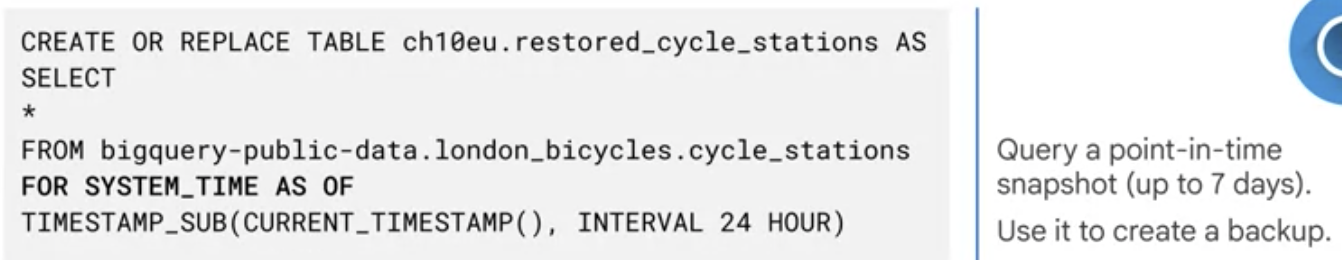 CREATE OR REPLACE TABLE ch10eu.restored_cycle_stations AS
SELECT
*
FROM bigquery-public-data.london_bicycles.cycle_stations
FOR SYSTEM_TIME AS OF
TIMESTAMP_SUB(CURRENT_TIMESTAMP(), INTERVAL 24 HOUR)
Query a point-in-time
snapshot (up to 7 days).
Use it to create a backup.